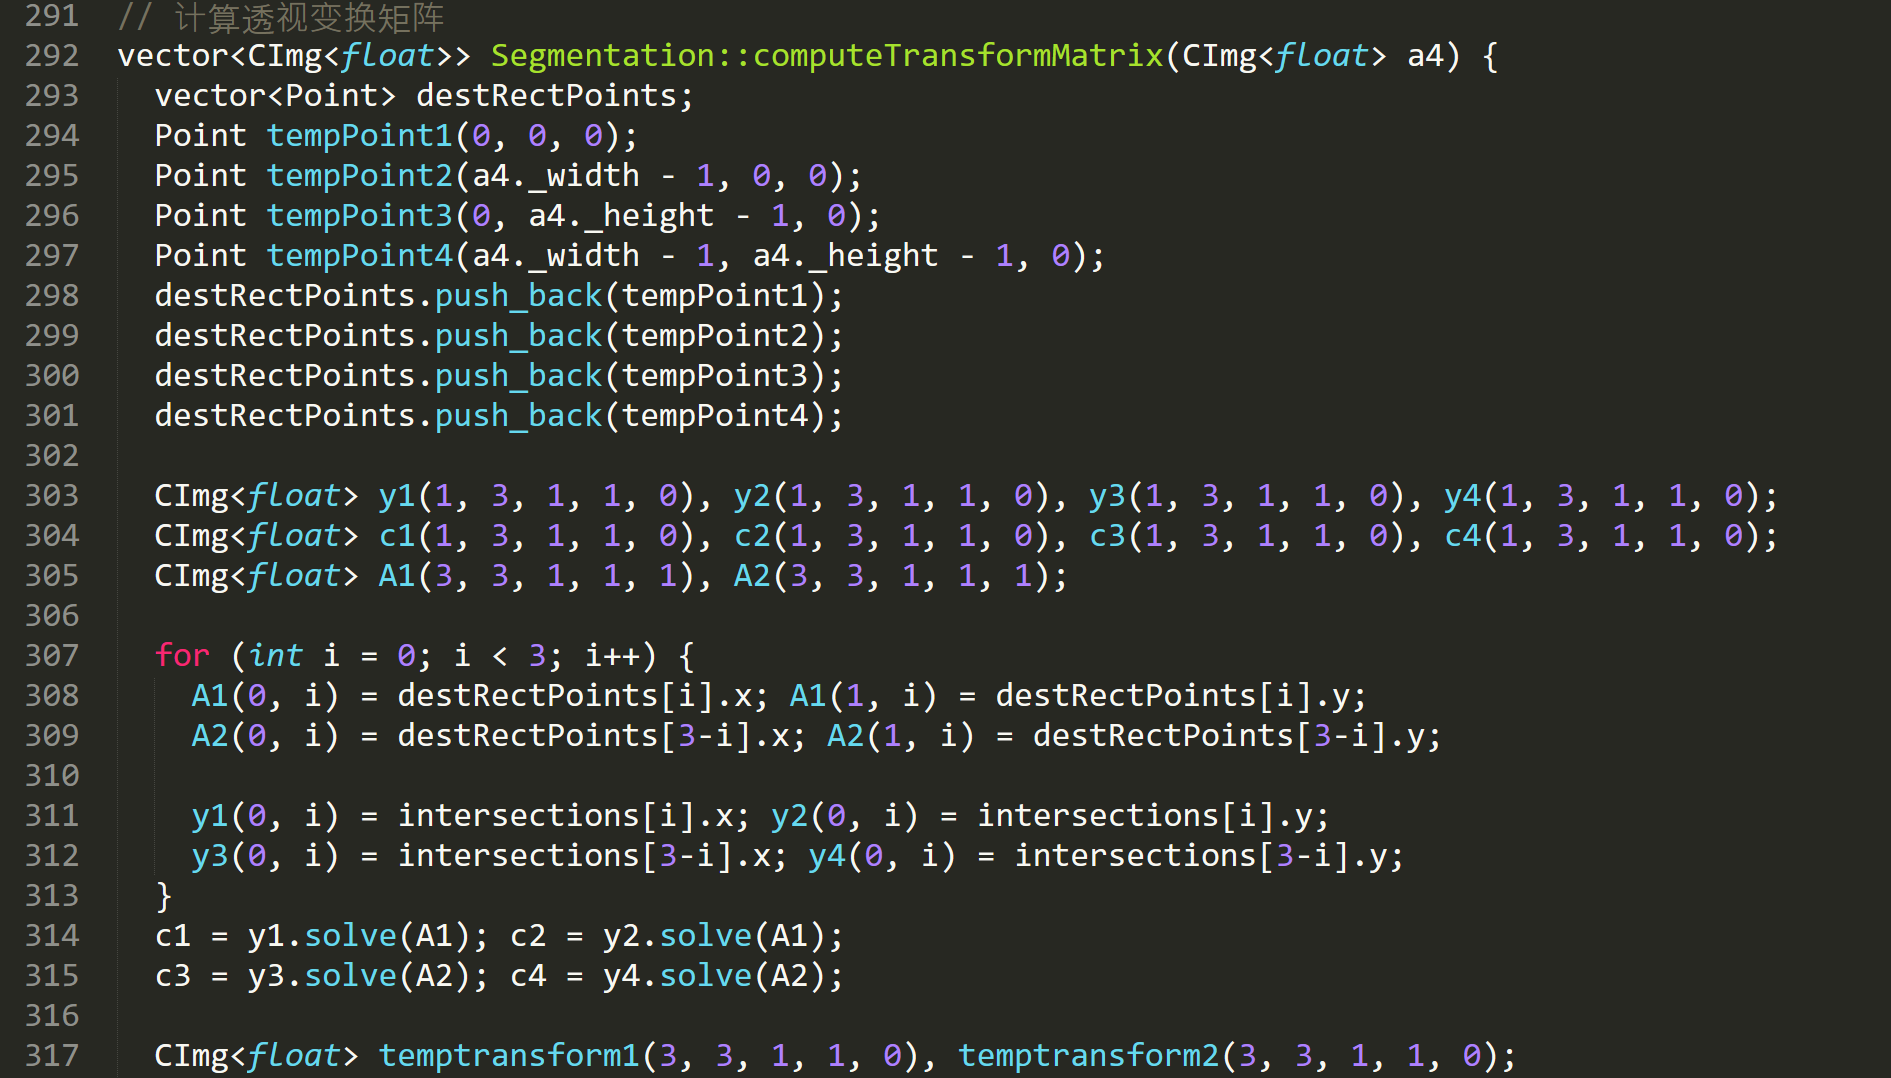 291 // 计算透视变换矩阵
292 vector<CImg<float>> Segmentation::computeTransformMatrix(CImg<float> a4) {
293   vector<Point> destRectPoints;
294   Point tempPoint1(0, 0, 0);
295   Point tempPoint2(a4._width - 1, 0, 0);
296   Point tempPoint3(0, a4._height - 1, 0);
297   Point tempPoint4(a4._width - 1, a4._height - 1, 0);
298   destRectPoints.push_back(tempPoint1);
299   destRectPoints.push_back(tempPoint2);
300   destRectPoints.push_back(tempPoint3);
301   destRectPoints.push_back(tempPoint4);
302
303   CImg<float> y1(1, 3, 1, 1, 0), y2(1, 3, 1, 1, 0), y3(1, 3, 1, 1, 0), y4(1, 3, 1, 1, 0);
304   CImg<float> c1(1, 3, 1, 1, 0), c2(1, 3, 1, 1, 0), c3(1, 3, 1, 1, 0), c4(1, 3, 1, 1, 0);
305   CImg<float> A1(3, 3, 1, 1, 1), A2(3, 3, 1, 1, 1);
306
307   for (int i = 0; i < 3; i++) {
308     A1(0, i) = destRectPoints[i].x; A1(1, i) = destRectPoints[i].y;
309     A2(0, i) = destRectPoints[3-i].x; A2(1, i) = destRectPoints[3-i].y;
310
311     y1(0, i) = intersections[i].x; y2(0, i) = intersections[i].y;
312     y3(0, i) = intersections[3-i].x; y4(0, i) = intersections[3-i].y;
313   }
314   c1 = y1.solve(A1); c2 = y2.solve(A1);
315   c3 = y3.solve(A2); c4 = y4.solve(A2);
316
317   CImg<float> temptransform1(3, 3, 1, 1, 0), temptransform2(3, 3, 1, 1, 0);